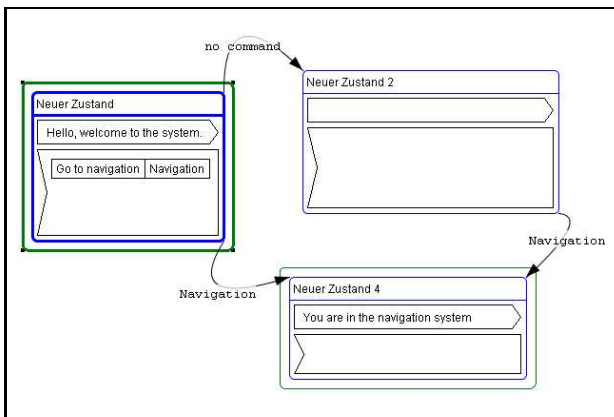 no command
Neuer Zustand
Hello, welcome to the system.
Go to navigation Navigation
Neuer Zustand 2
Navigation
Navigation
Neuer Zustand 4
You are in the navigation system